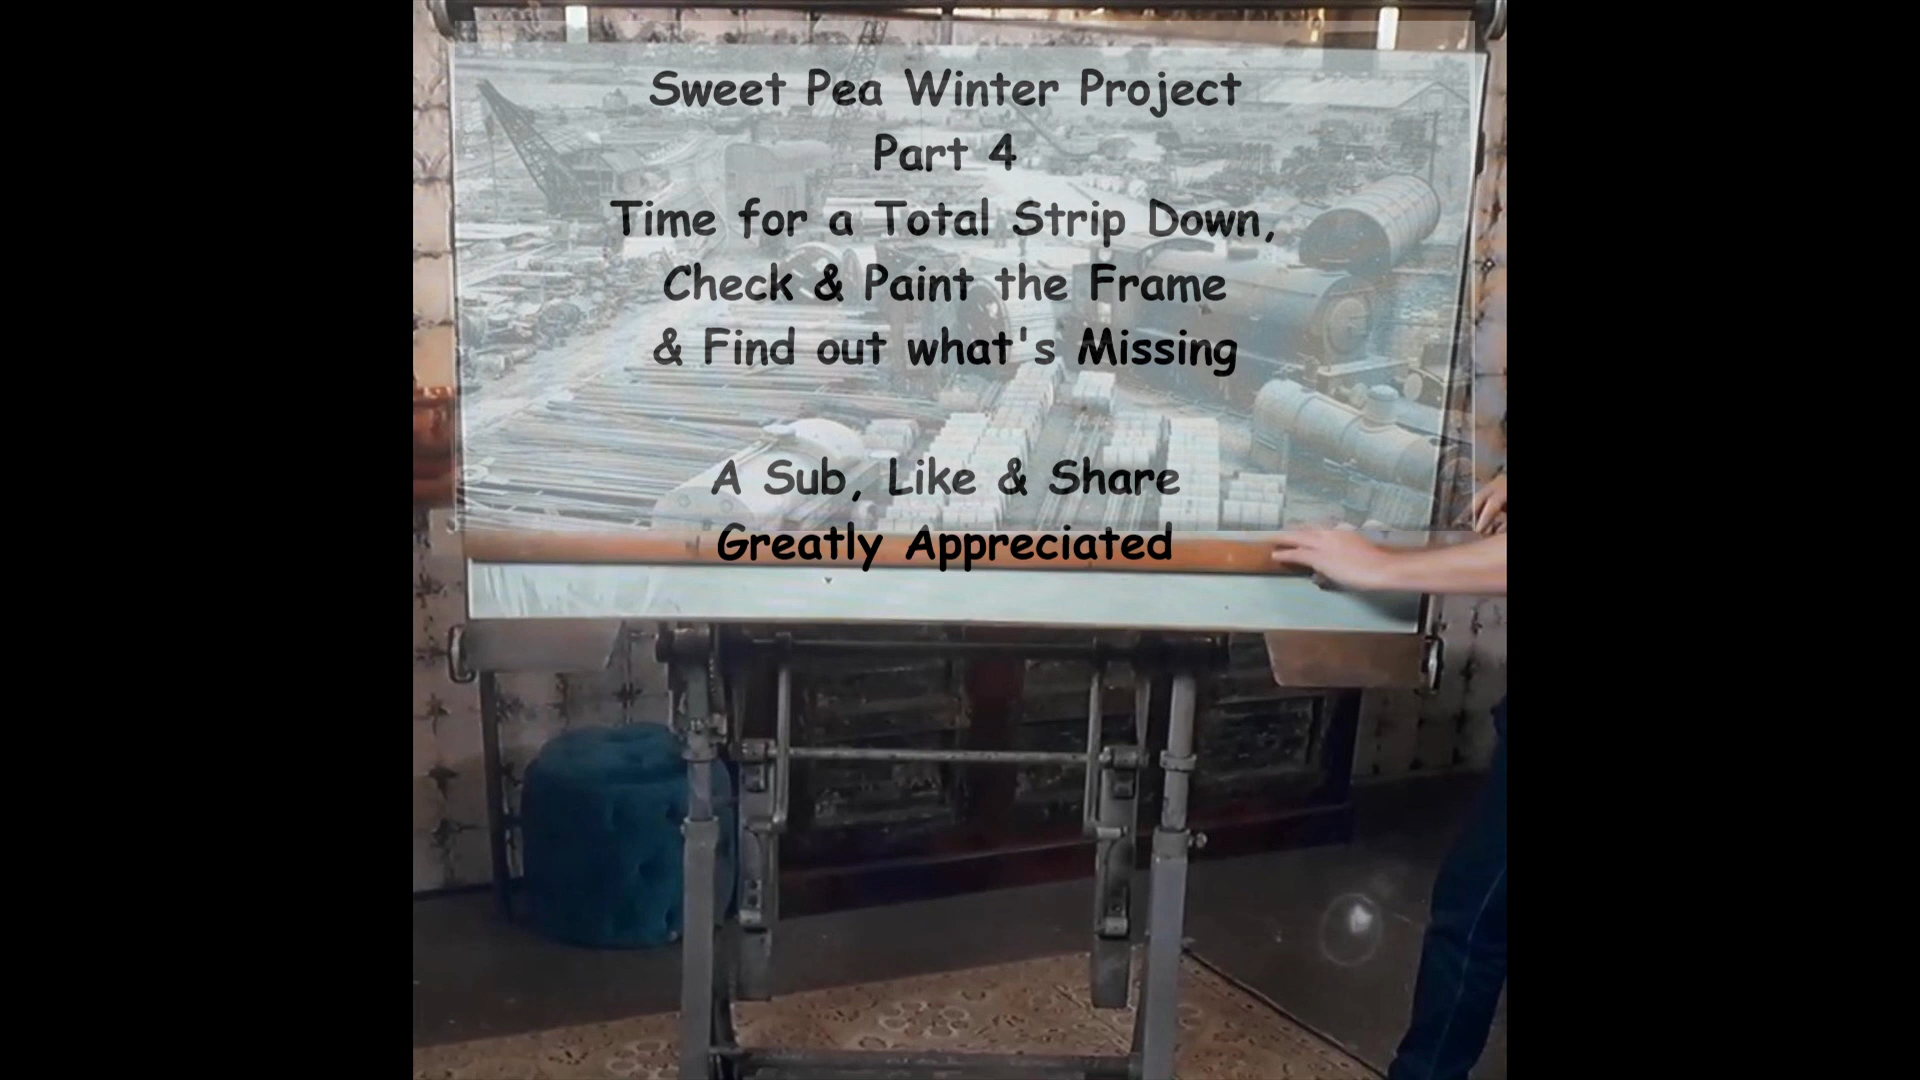 Sweet Pea Winter Project
Part 4
Time for a Total Strip Down,
Check & Paint the Frame
& Find out what's Missing
A Sub, Like & Share
Greatly Appreciated